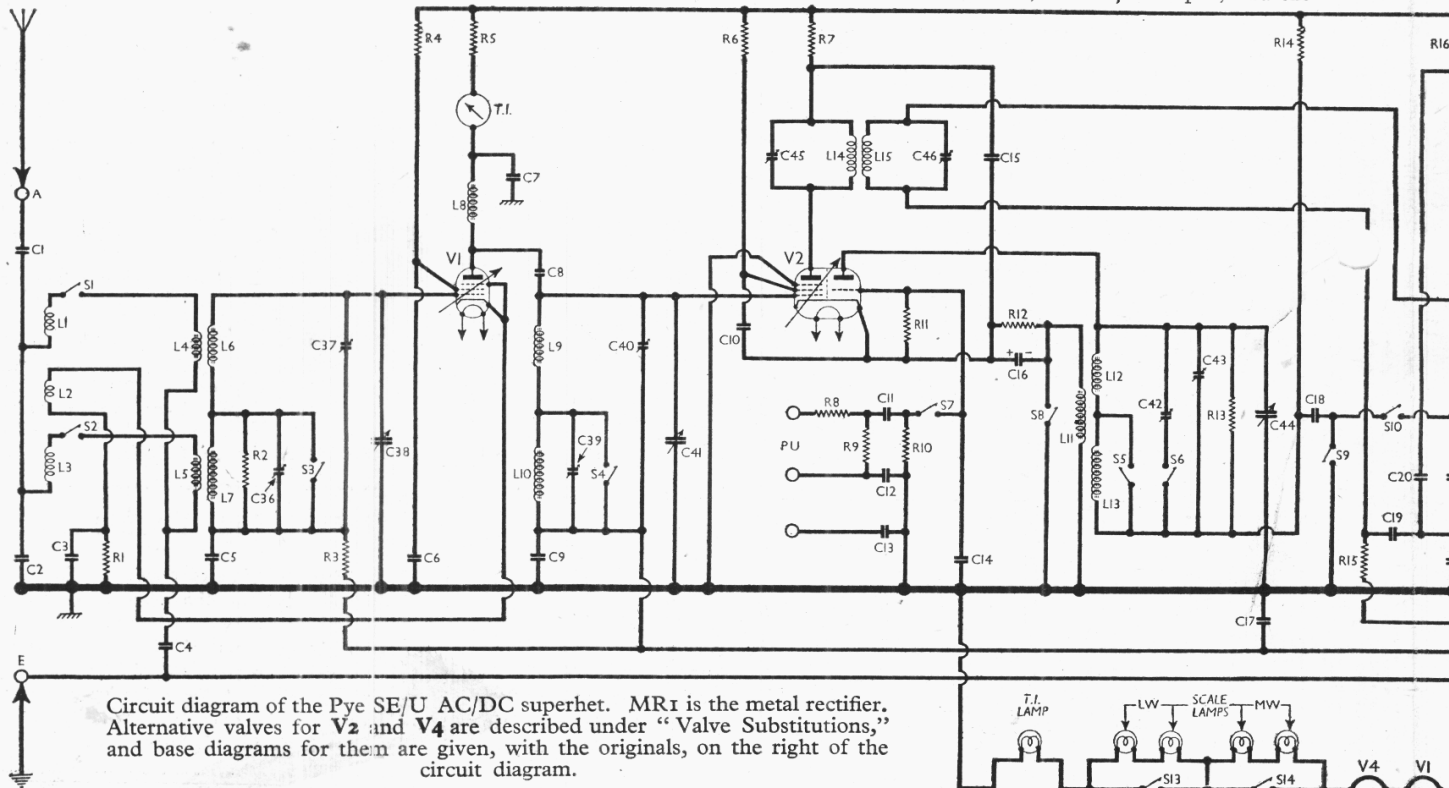 R4
R5
R6
R7
R14
R16
T.I.
C45
L14
L15
C46
C15
C7
L8
A
C1
V1
V2
C8
S1
L1
L4
L6
C37
L9
C40
C10
R11
R12
C16
L2
S2
L3
L5
L7
R2
C36
S3
C38
L10
C39
S4
C41
R8
C11
S7
PU
R9
R10
C12
C13
S8
L11
L12
L13
C42
C43
R13
C44
S5
S6
C18
S10
S9
C20
C19
R15
C2
C3
R1
C5
R3
C6
C9
C14
C17
C4
E
Circuit diagram of the Pye SE/U AC/DC superhet. MR1 is the metal rectifier.
Alternative valves for V2 and V4 are described under “ Valve Substitutions,”
and base diagrams for them are given, with the originals, on the right of the
circuit diagram.
T.I.
LAMP
LW
SCALE
LAMPS
MW
S13
S14
V4
V1